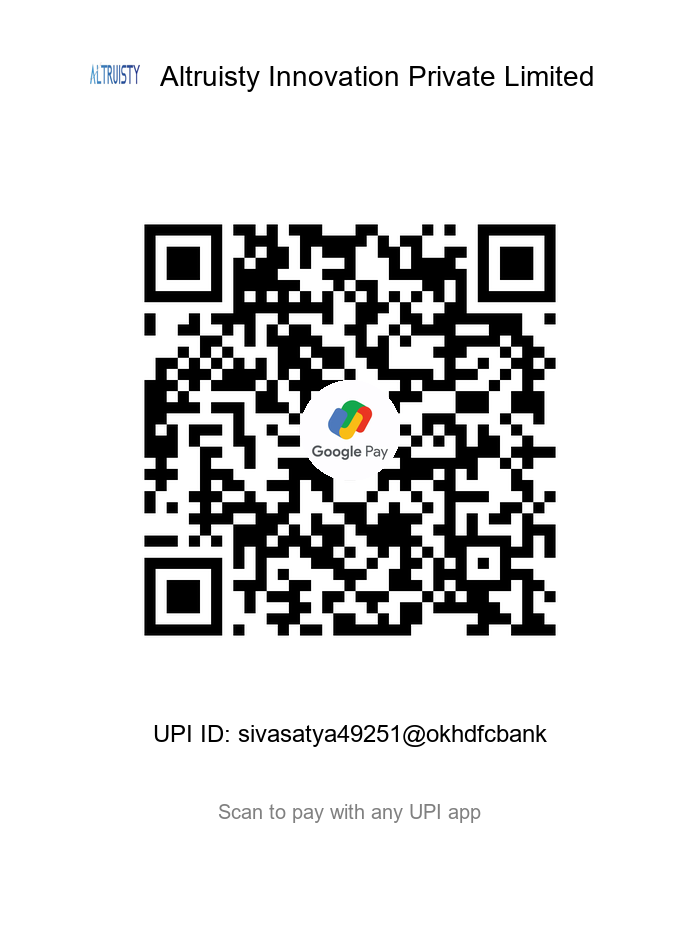 ALTRUISTY Altruisty Innovation Private Limited
Google Pay
UPI ID: sivasatya49251@okhdfcbank
Scan to pay with any UPI app